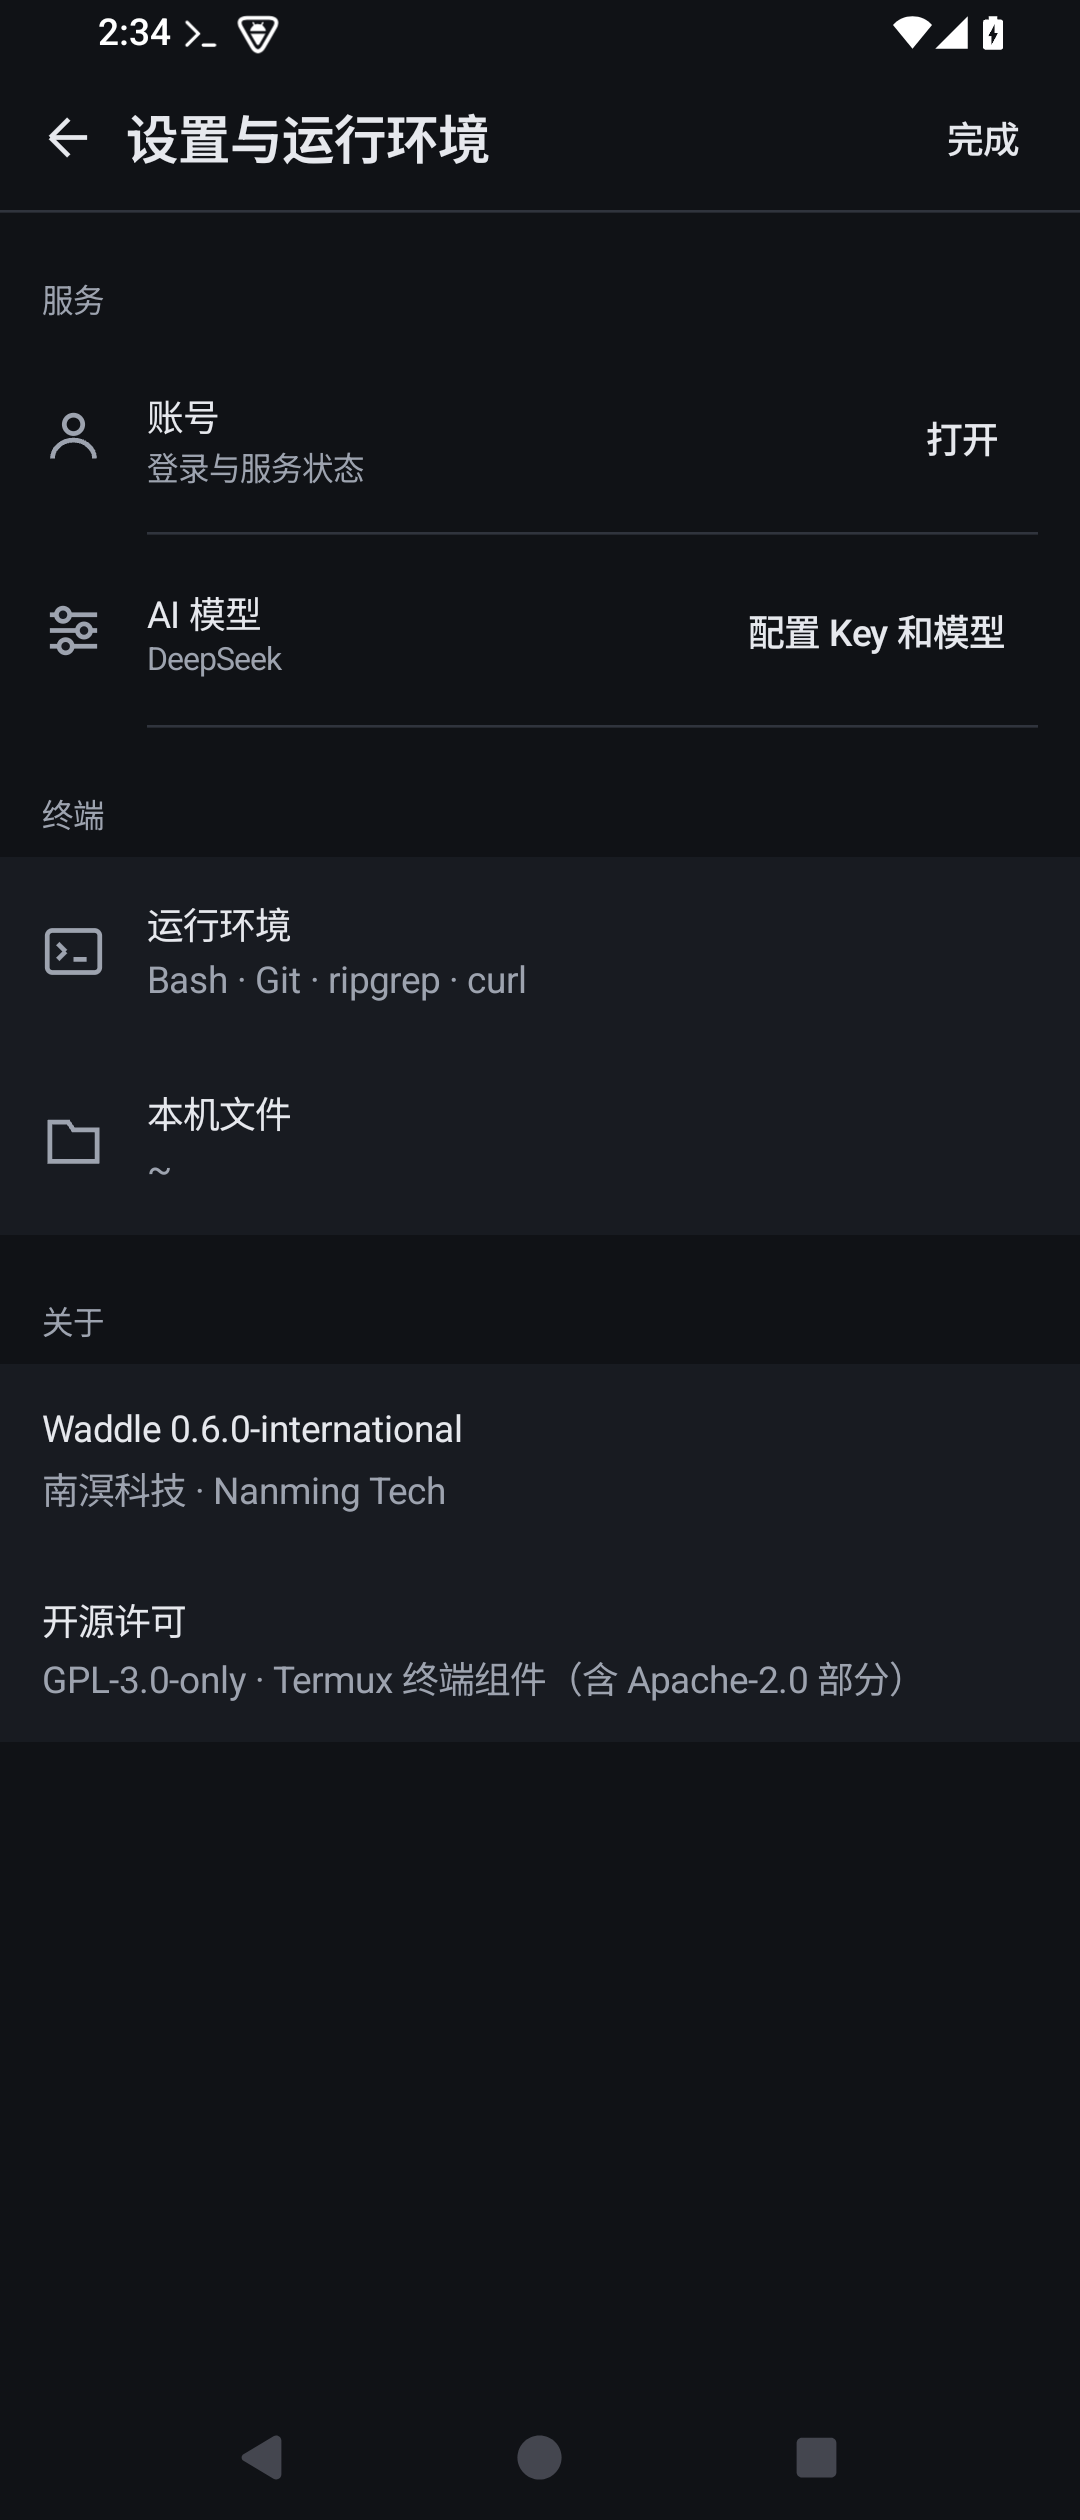 2:34
设置与运行环境
完成
服务
账号
登录与服务状态
打开
AI 模型
DeepSeek
配置 Key 和模型
终端
运行环境
Bash · Git · ripgrep · curl
本机文件
~
关于
Waddle 0.6.0-international
南溟科技 · Nanming Tech
开源许可
GPL-3.0-only · Termux 终端组件（含 Apache-2.0 部分）